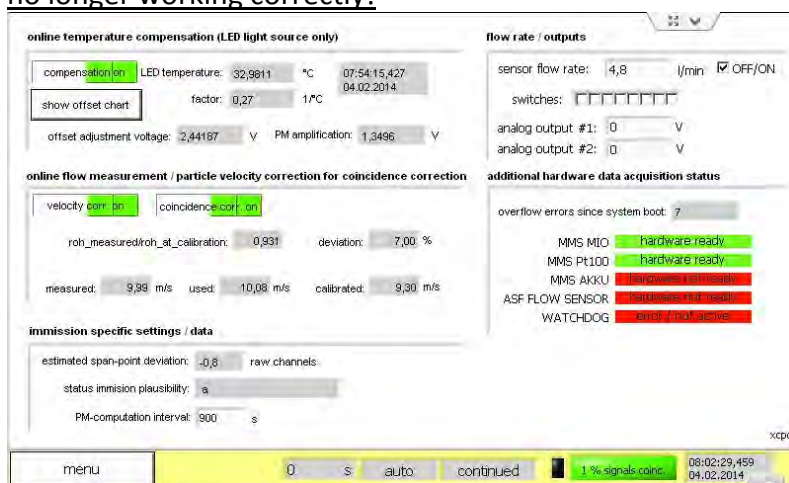 no longer working correctly.
online temperature compensation (LED light source only)
compensation on LED temperature: 32,9811 °C 07:54:15,427
04.02.2014
show offset chart factor: 0,27 1/°C
offset adjustment voltage: 2,44187 V PM amplification: 1,3496 V
online flow measurement / particle velocity correction for coincidence correction
velocity corr. on coincidence corr. on
roh_measured/roh_at_calibration: 0,931 deviation: 7,00 %
measured: 9,99 m/s used: 10,08 m/s calibrated: 9,30 m/s
immission specific settings / data
estimated span-point deviation: -0,8 raw channels
status immision plausibility: a
PM-computation interval: 900 s
flow rate / outputs
sensor flow rate: 4,8 l/min OFF/ON
switches:
analog output #1: 0 V
analog output #2: 0 V
additional hardware data acquisition status
overflow errors since system boot: 7
MMS MIO hardware ready
MMS Pt100 hardware ready
MMS AKKU hardware not ready
ASF FLOW SENSOR hardware not ready
WATCHDOG error / not active
menu 0 s auto continued 1 % signals coinc. 08:02:29,459
04.02.2014